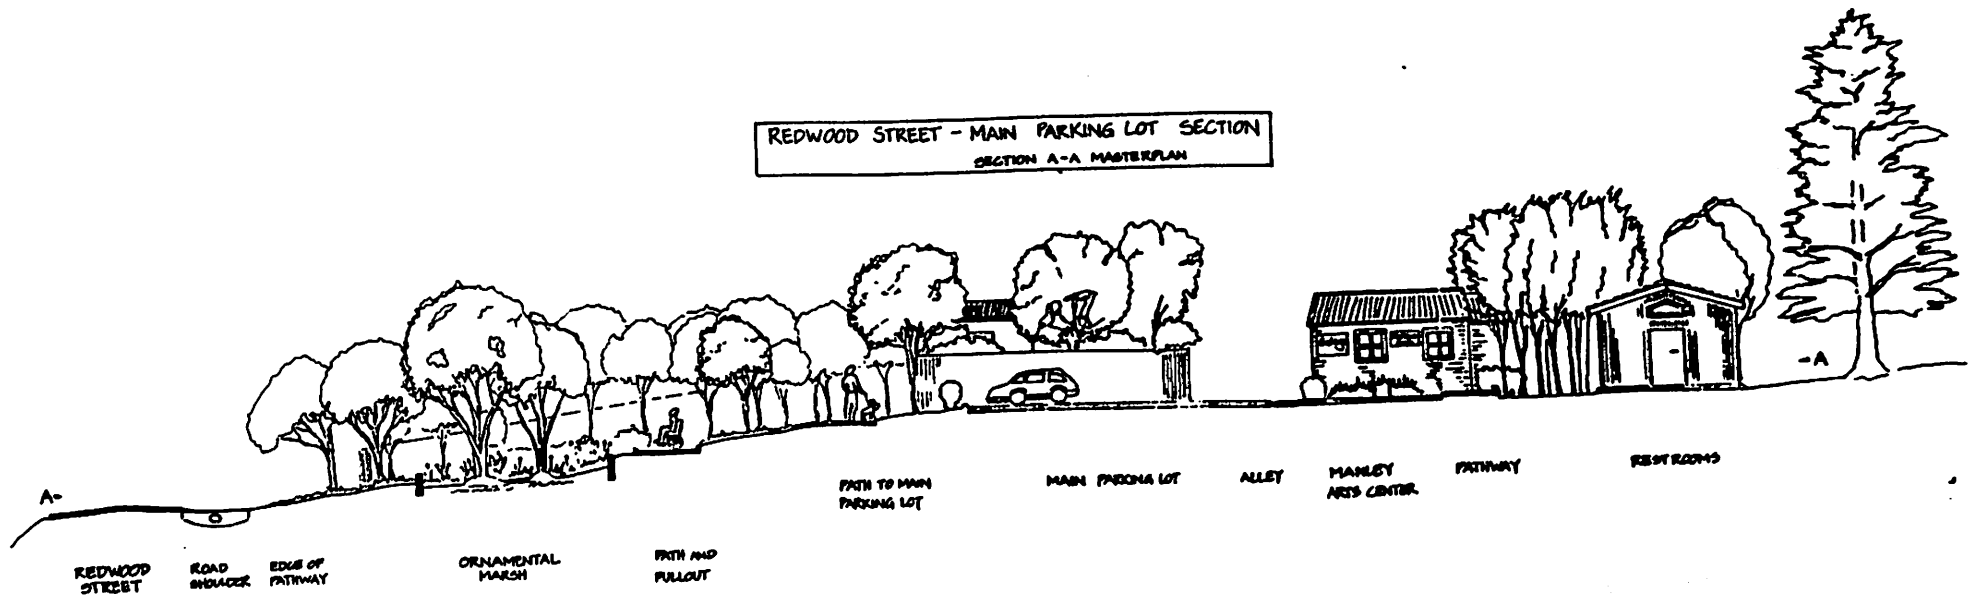 REDWOOD STREET - MAIN PARKING LOT SECTION
SECTION A-A MASTERPLAN
A-
-A
REDWOOD
STREET
ROAD
SHOULDER
EDGE OF
PATHWAY
ORNAMENTAL
MARSH
PATH AND
PULLOUT
PATH TO MAIN
PARKING LOT
MAIN PARKING LOT
ALLEY
MANLEY
ARTS CENTER
PATHWAY
RESTROOMS